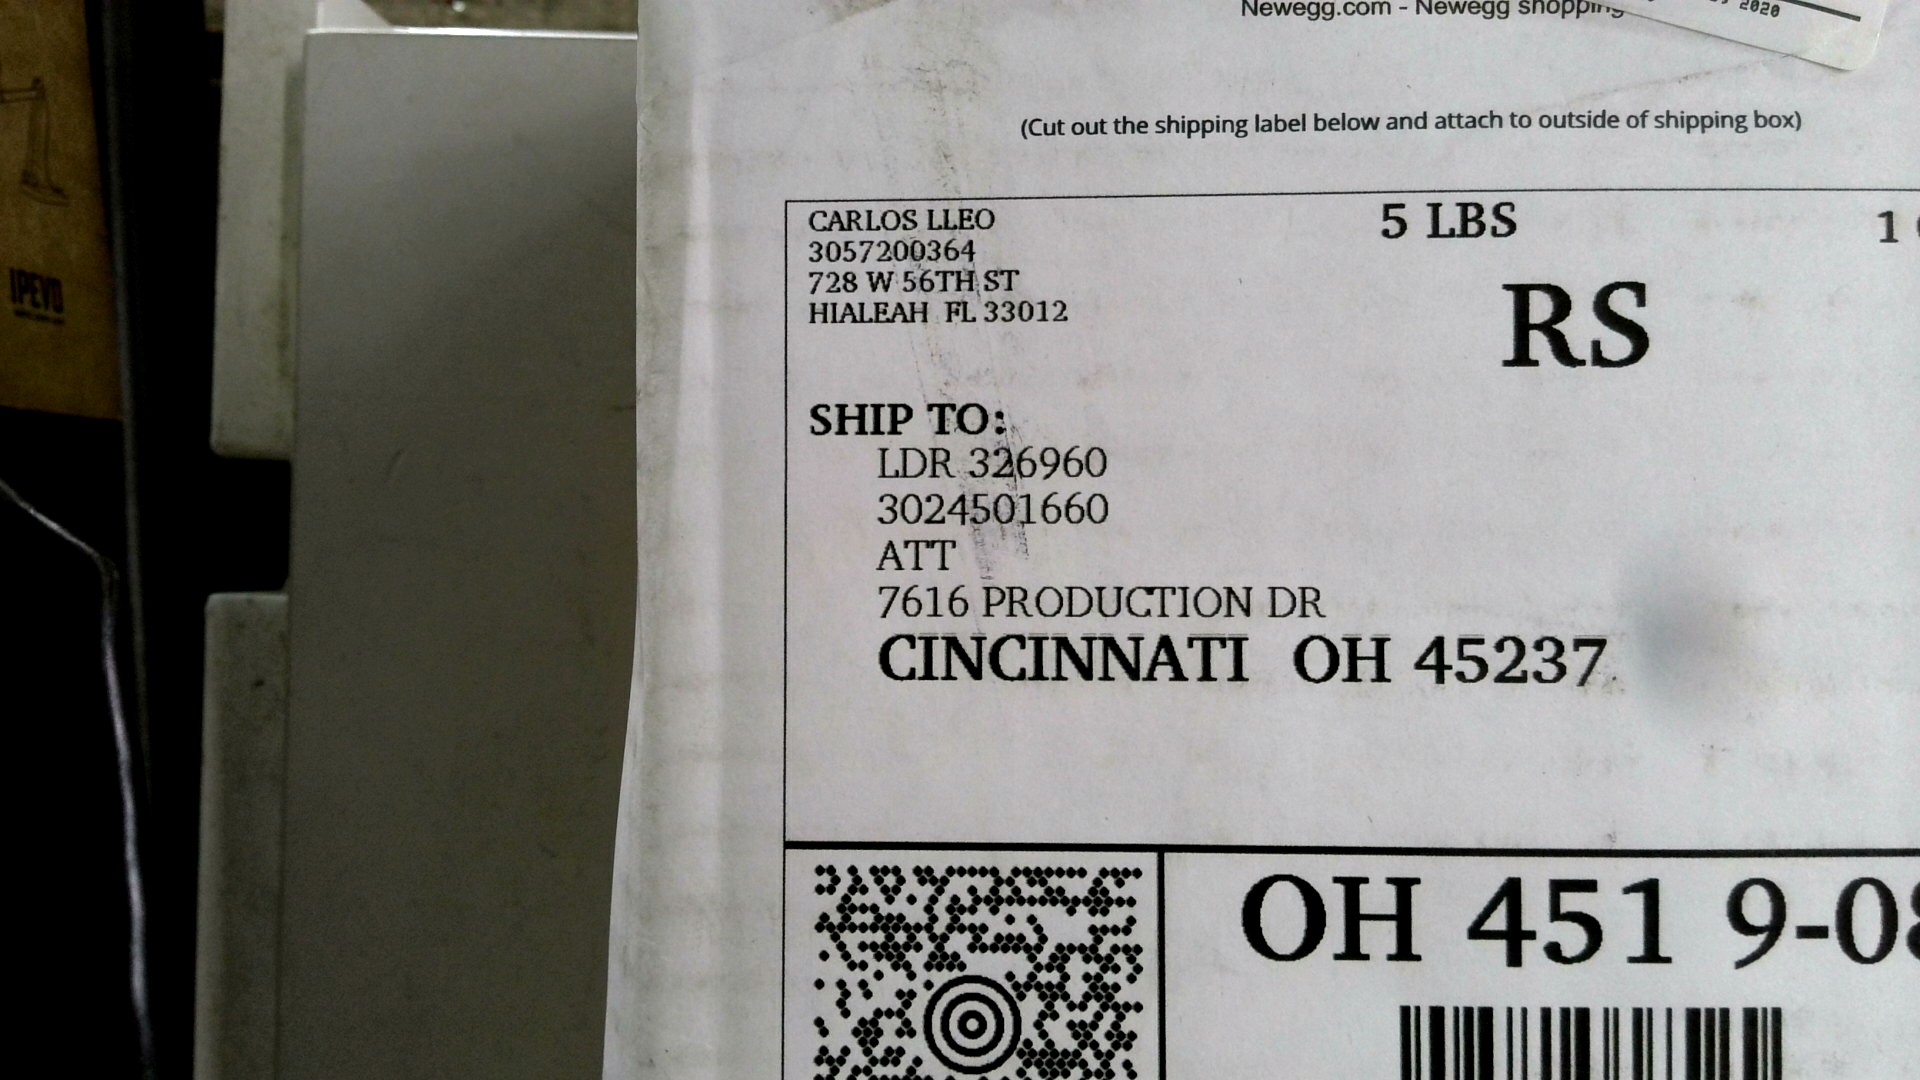 Newegg.com - Newegg shopping
2020
(Cut out the shipping label below and attach to outside of shipping box)
CARLOS LLEO
3057200364
728 W 56TH ST
HIALEAH FL 33012
5 LBS
1
RS
SHIP TO:
LDR 326960
3024501660
ATT
7616 PRODUCTION DR
CINCINNATI OH 45237
OH 451 9-08
IPEVO